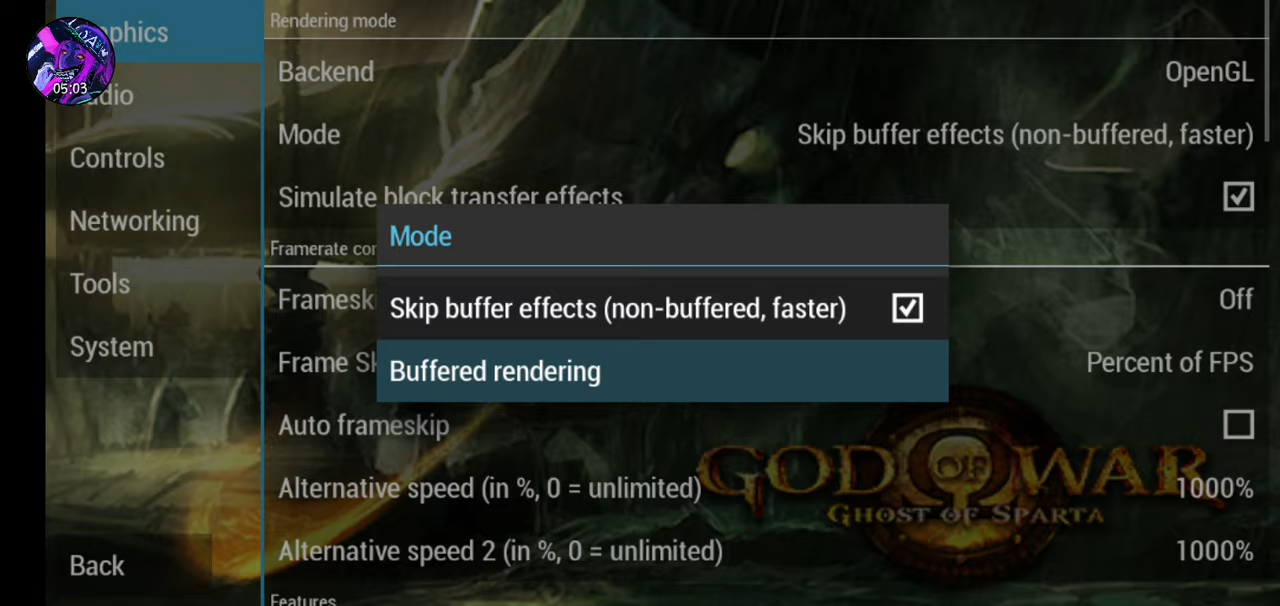 Graphics
Audio
Controls
Networking
Tools
System
Back
05:03
Rendering mode
Backend OpenGL
Mode Skip buffer effects (non-buffered, faster)
Simulate block transfer effects
Framerate con
Framesk Off
Frame Sk Percent of FPS
Auto frameskip
Alternative speed (in %, 0 = unlimited) 1000%
Alternative speed 2 (in %, 0 = unlimited) 1000%
Features
Mode
Skip buffer effects (non-buffered, faster)
Buffered rendering
GOD OF WAR
GHOST OF SPARTA